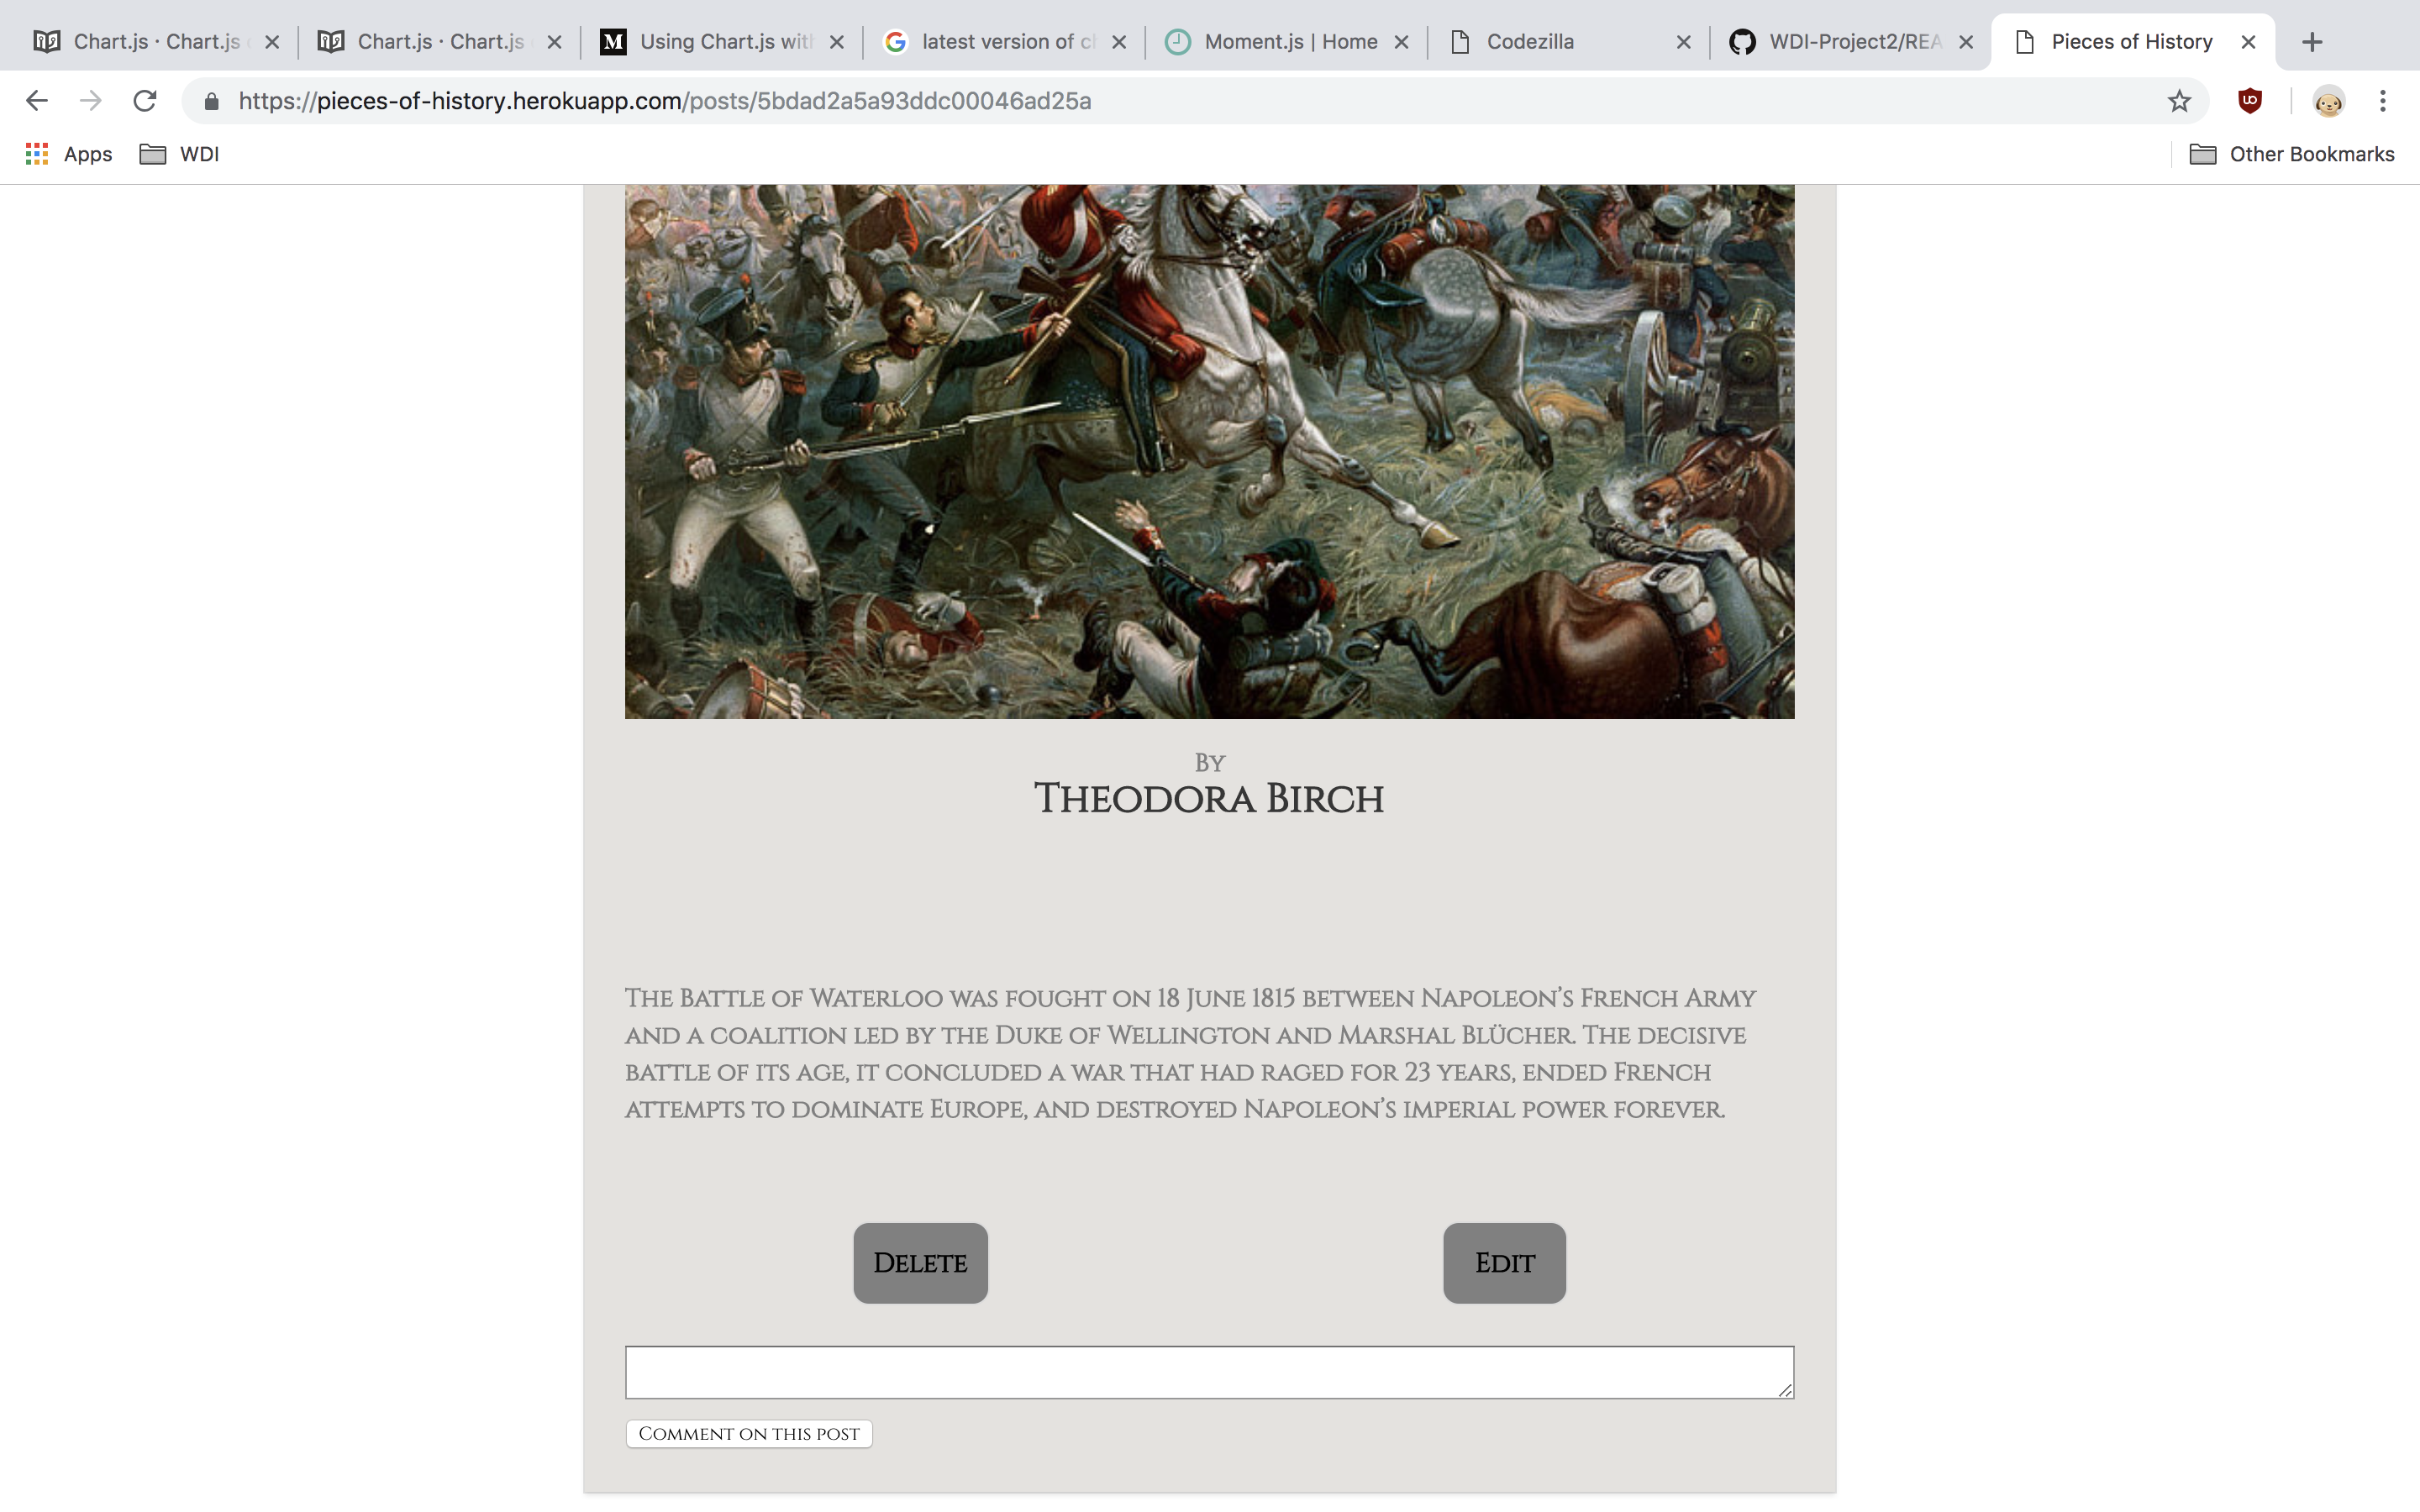 Chart.js · Chart.js
Chart.js · Chart.js
Using Chart.js wit
latest version of c
Moment.js | Home
Codezilla
WDI-Project2/REA
Pieces of History
https://pieces-of-history.herokuapp.com/posts/5bdad2a5a93ddc00046ad25a
Apps
WDI
Other Bookmarks
By
Theodora Birch
The Battle of Waterloo was fought on 18 June 1815 between Napoleon’s French Army
and a coalition led by the Duke of Wellington and Marshal Blücher. The decisive
battle of its age, it concluded a war that had raged for 23 years, ended French
attempts to dominate Europe, and destroyed Napoleon’s imperial power forever.
Delete
Edit
Comment on this post